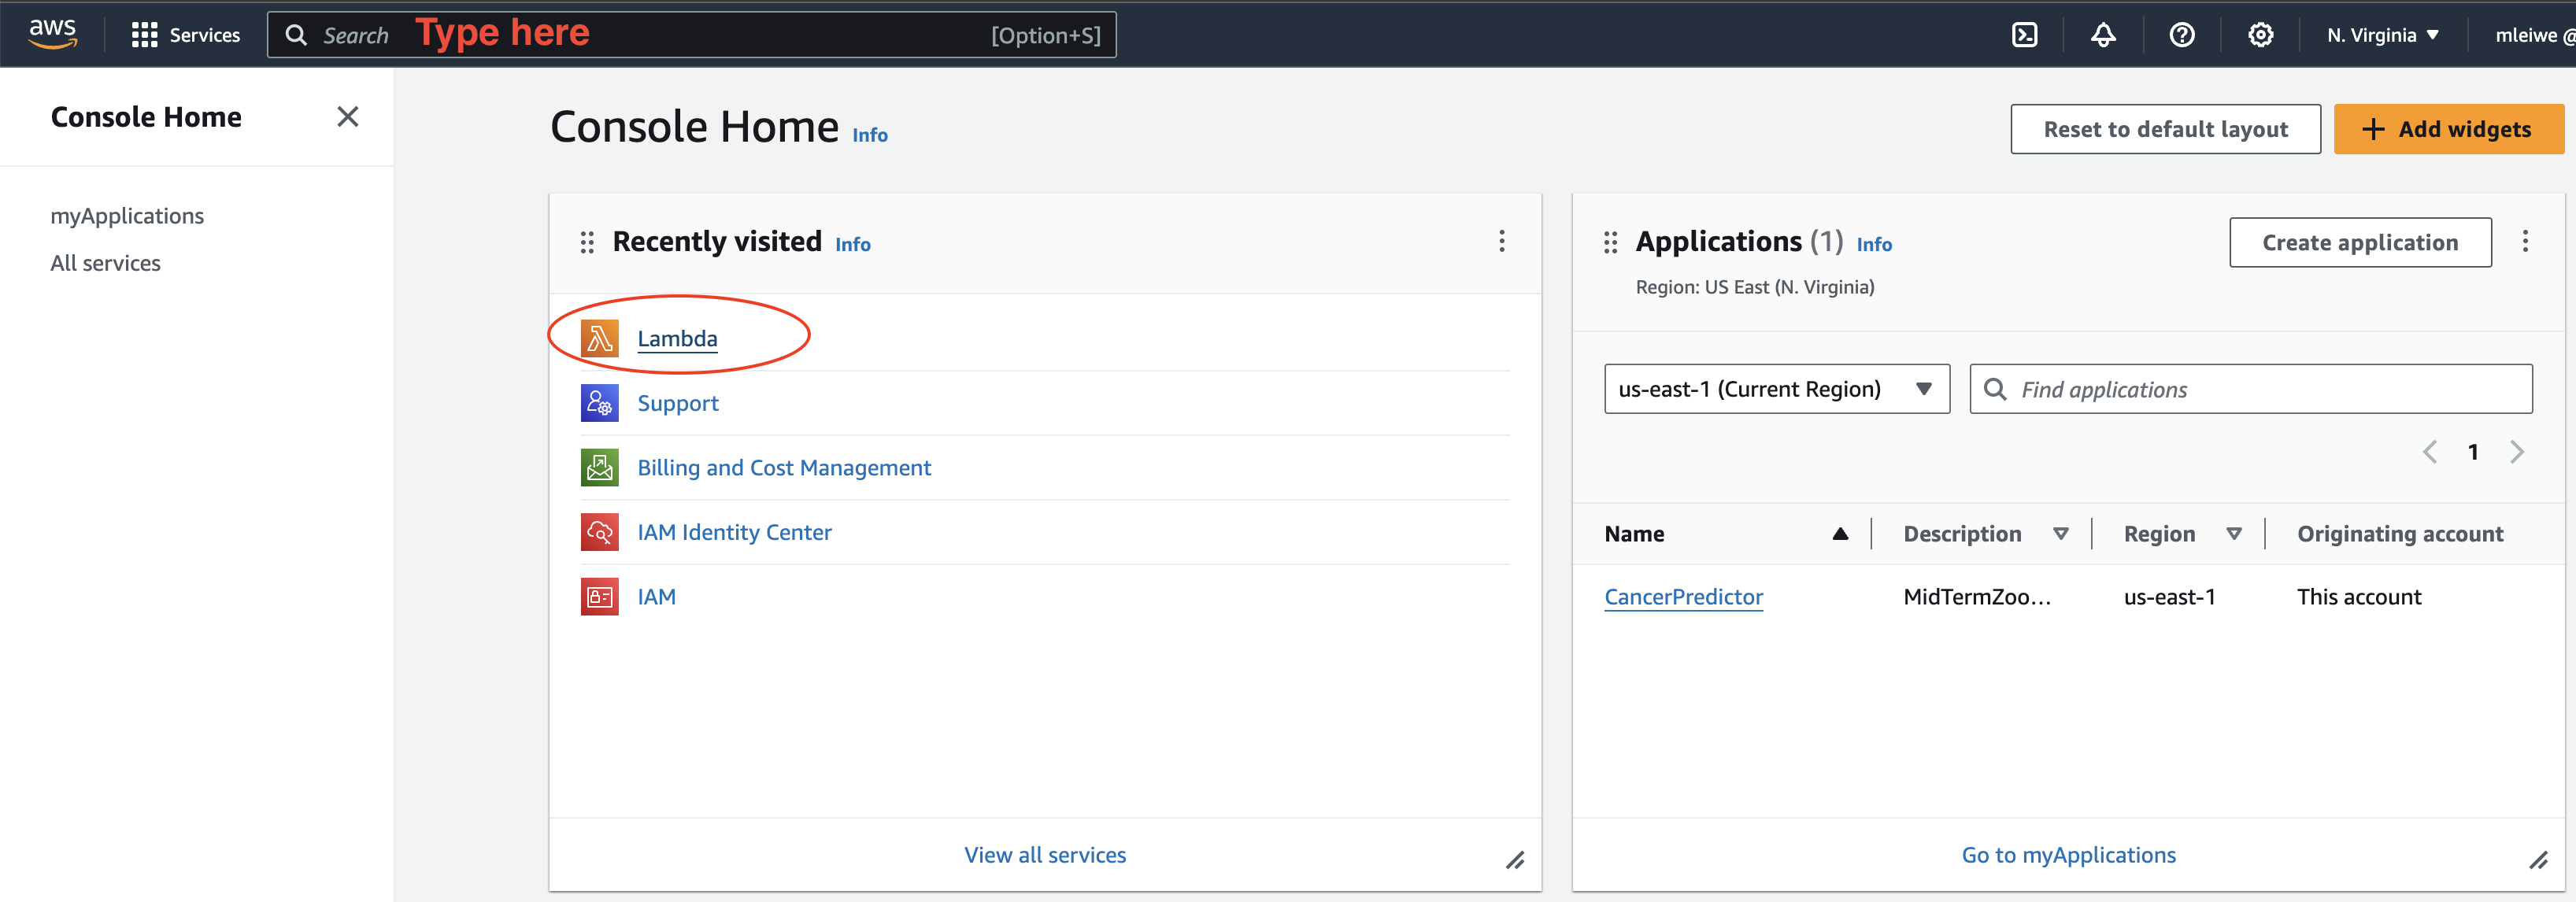 aws Services Search Type here [Option+S] N. Virginia mleiwe @
Console Home
myApplications
All services
Console Home Info
Reset to default layout
Add widgets
Recently visited Info
Lambda
Support
Billing and Cost Management
IAM Identity Center
IAM
View all services
Applications (1) Info
Create application
Region: US East (N. Virginia)
us-east-1 (Current Region) Find applications
1
Name Description Region Originating account
CancerPredictor MidTermZoo... us-east-1 This account
Go to myApplications